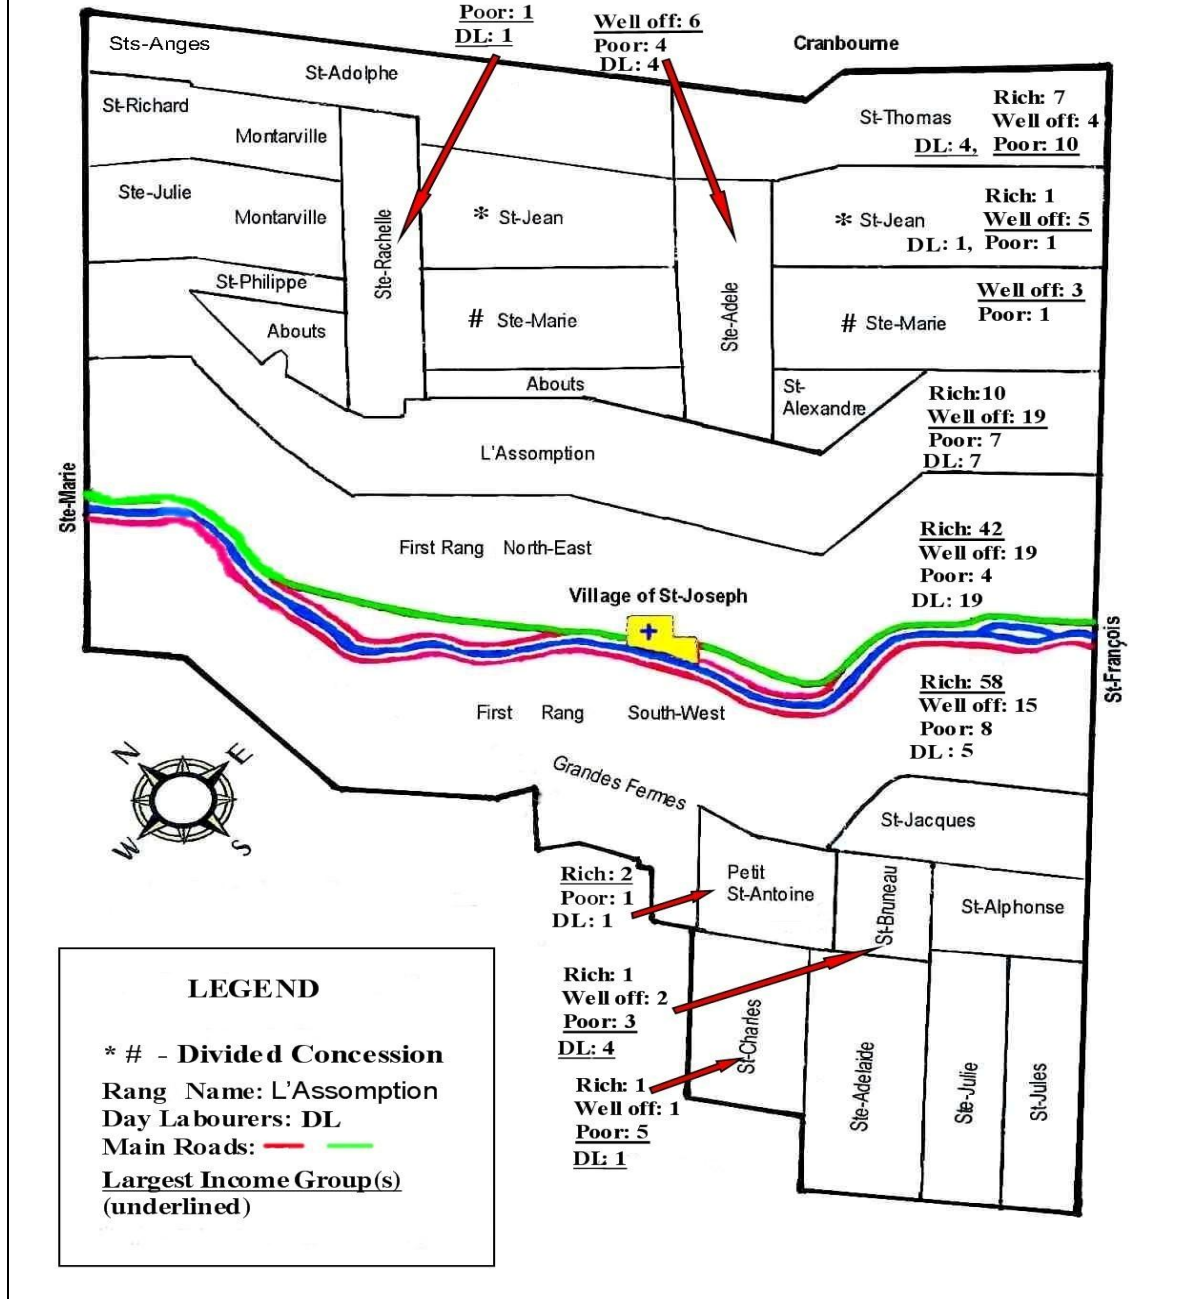 Poor: 1
DL: 1
Well off: 6
Poor: 4
DL: 4
Cranbourne
Sts-Anges
St-Adolphe
St-Richard
Montarville
St-Thomas
Rich: 7
Well off: 4
DL: 4, Poor: 10
Ste-Julie
Montarville
Ste-Rachelle
* St-Jean
* St-Jean
Rich: 1
Well off: 5
DL: 1, Poor: 1
St-Philippe
Abouts
# Ste-Marie
Ste-Adele
# Ste-Marie
Well off: 3
Poor: 1
Abouts
St-
Alexandre
Rich:10
Well off: 19
Poor: 7
DL: 7
L'Assomption
Ste-Marie
First Rang North-East
Rich: 42
Well off: 19
Poor: 4
DL: 19
Village of St-Joseph
St-François
First Rang South-West
Rich: 58
Well off: 15
Poor: 8
DL : 5
N
E
W
S
Grandes Fermes
St-Jacques
Rich: 2
Poor: 1
DL: 1
Petit
St-Antoine
St-Bruneau
St-Alphonse
Rich: 1
Well off: 2
Poor: 3
DL: 4
St-Charles
Ste-Adelaide
Ste-Julie
St-Jules
Rich: 1
Well off: 1
Poor: 5
DL: 1
LEGEND
* # - Divided Concession
Rang Name: L'Assomption
Day Labourers: DL
Main Roads:
Largest Income Group(s)
(underlined)